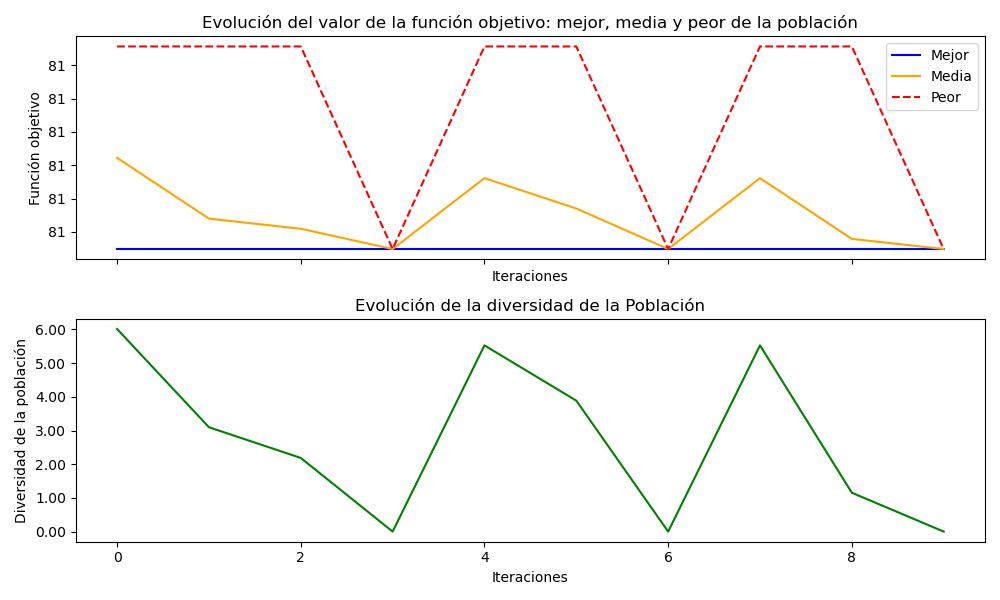 Evolución del valor de la función objetivo: mejor, media y peor de la población
Función objetivo
81
81
81
81
81
81
Mejor
Media
Peor
Iteraciones
Evolución de la diversidad de la Población
Diversidad de la población
6.00
5.00
4.00
3.00
2.00
1.00
0.00
0 2 4 6 8
Iteraciones